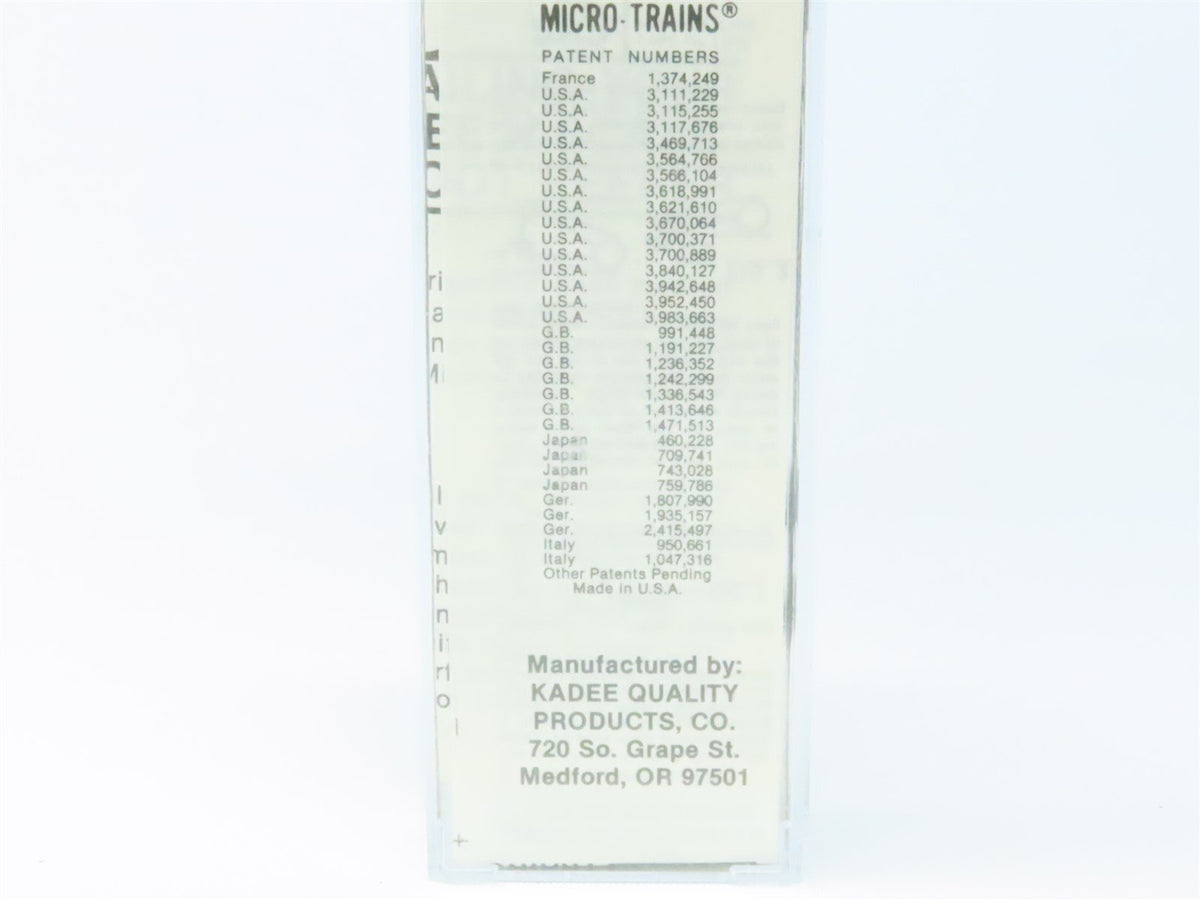 MICRO-TRAINS®
PATENT NUMBERS
France 1,374,249
U.S.A. 3,111,229
U.S.A. 3,115,255
U.S.A. 3,117,676
U.S.A. 3,469,713
U.S.A. 3,564,766
U.S.A. 3,566,104
U.S.A. 3,618,991
U.S.A. 3,621,610
U.S.A. 3,670,064
U.S.A. 3,700,371
U.S.A. 3,700,889
U.S.A. 3,840,127
U.S.A. 3,942,648
U.S.A. 3,952,450
U.S.A. 3,983,663
G.B. 991,448
G.B. 1,191,227
G.B. 1,236,352
G.B. 1,242,299
G.B. 1,336,543
G.B. 1,413,646
G.B. 1,471,513
Japan 460,228
Japan 709,741
Japan 743,028
Japan 759,786
Ger. 1,807,990
Ger. 1,935,157
Ger. 2,415,497
Italy 950,661
Italy 1,047,316
Other Patents Pending
Made in U.S.A.
Manufactured by:
KADEE QUALITY
PRODUCTS, CO.
720 So. Grape St.
Medford, OR 97501